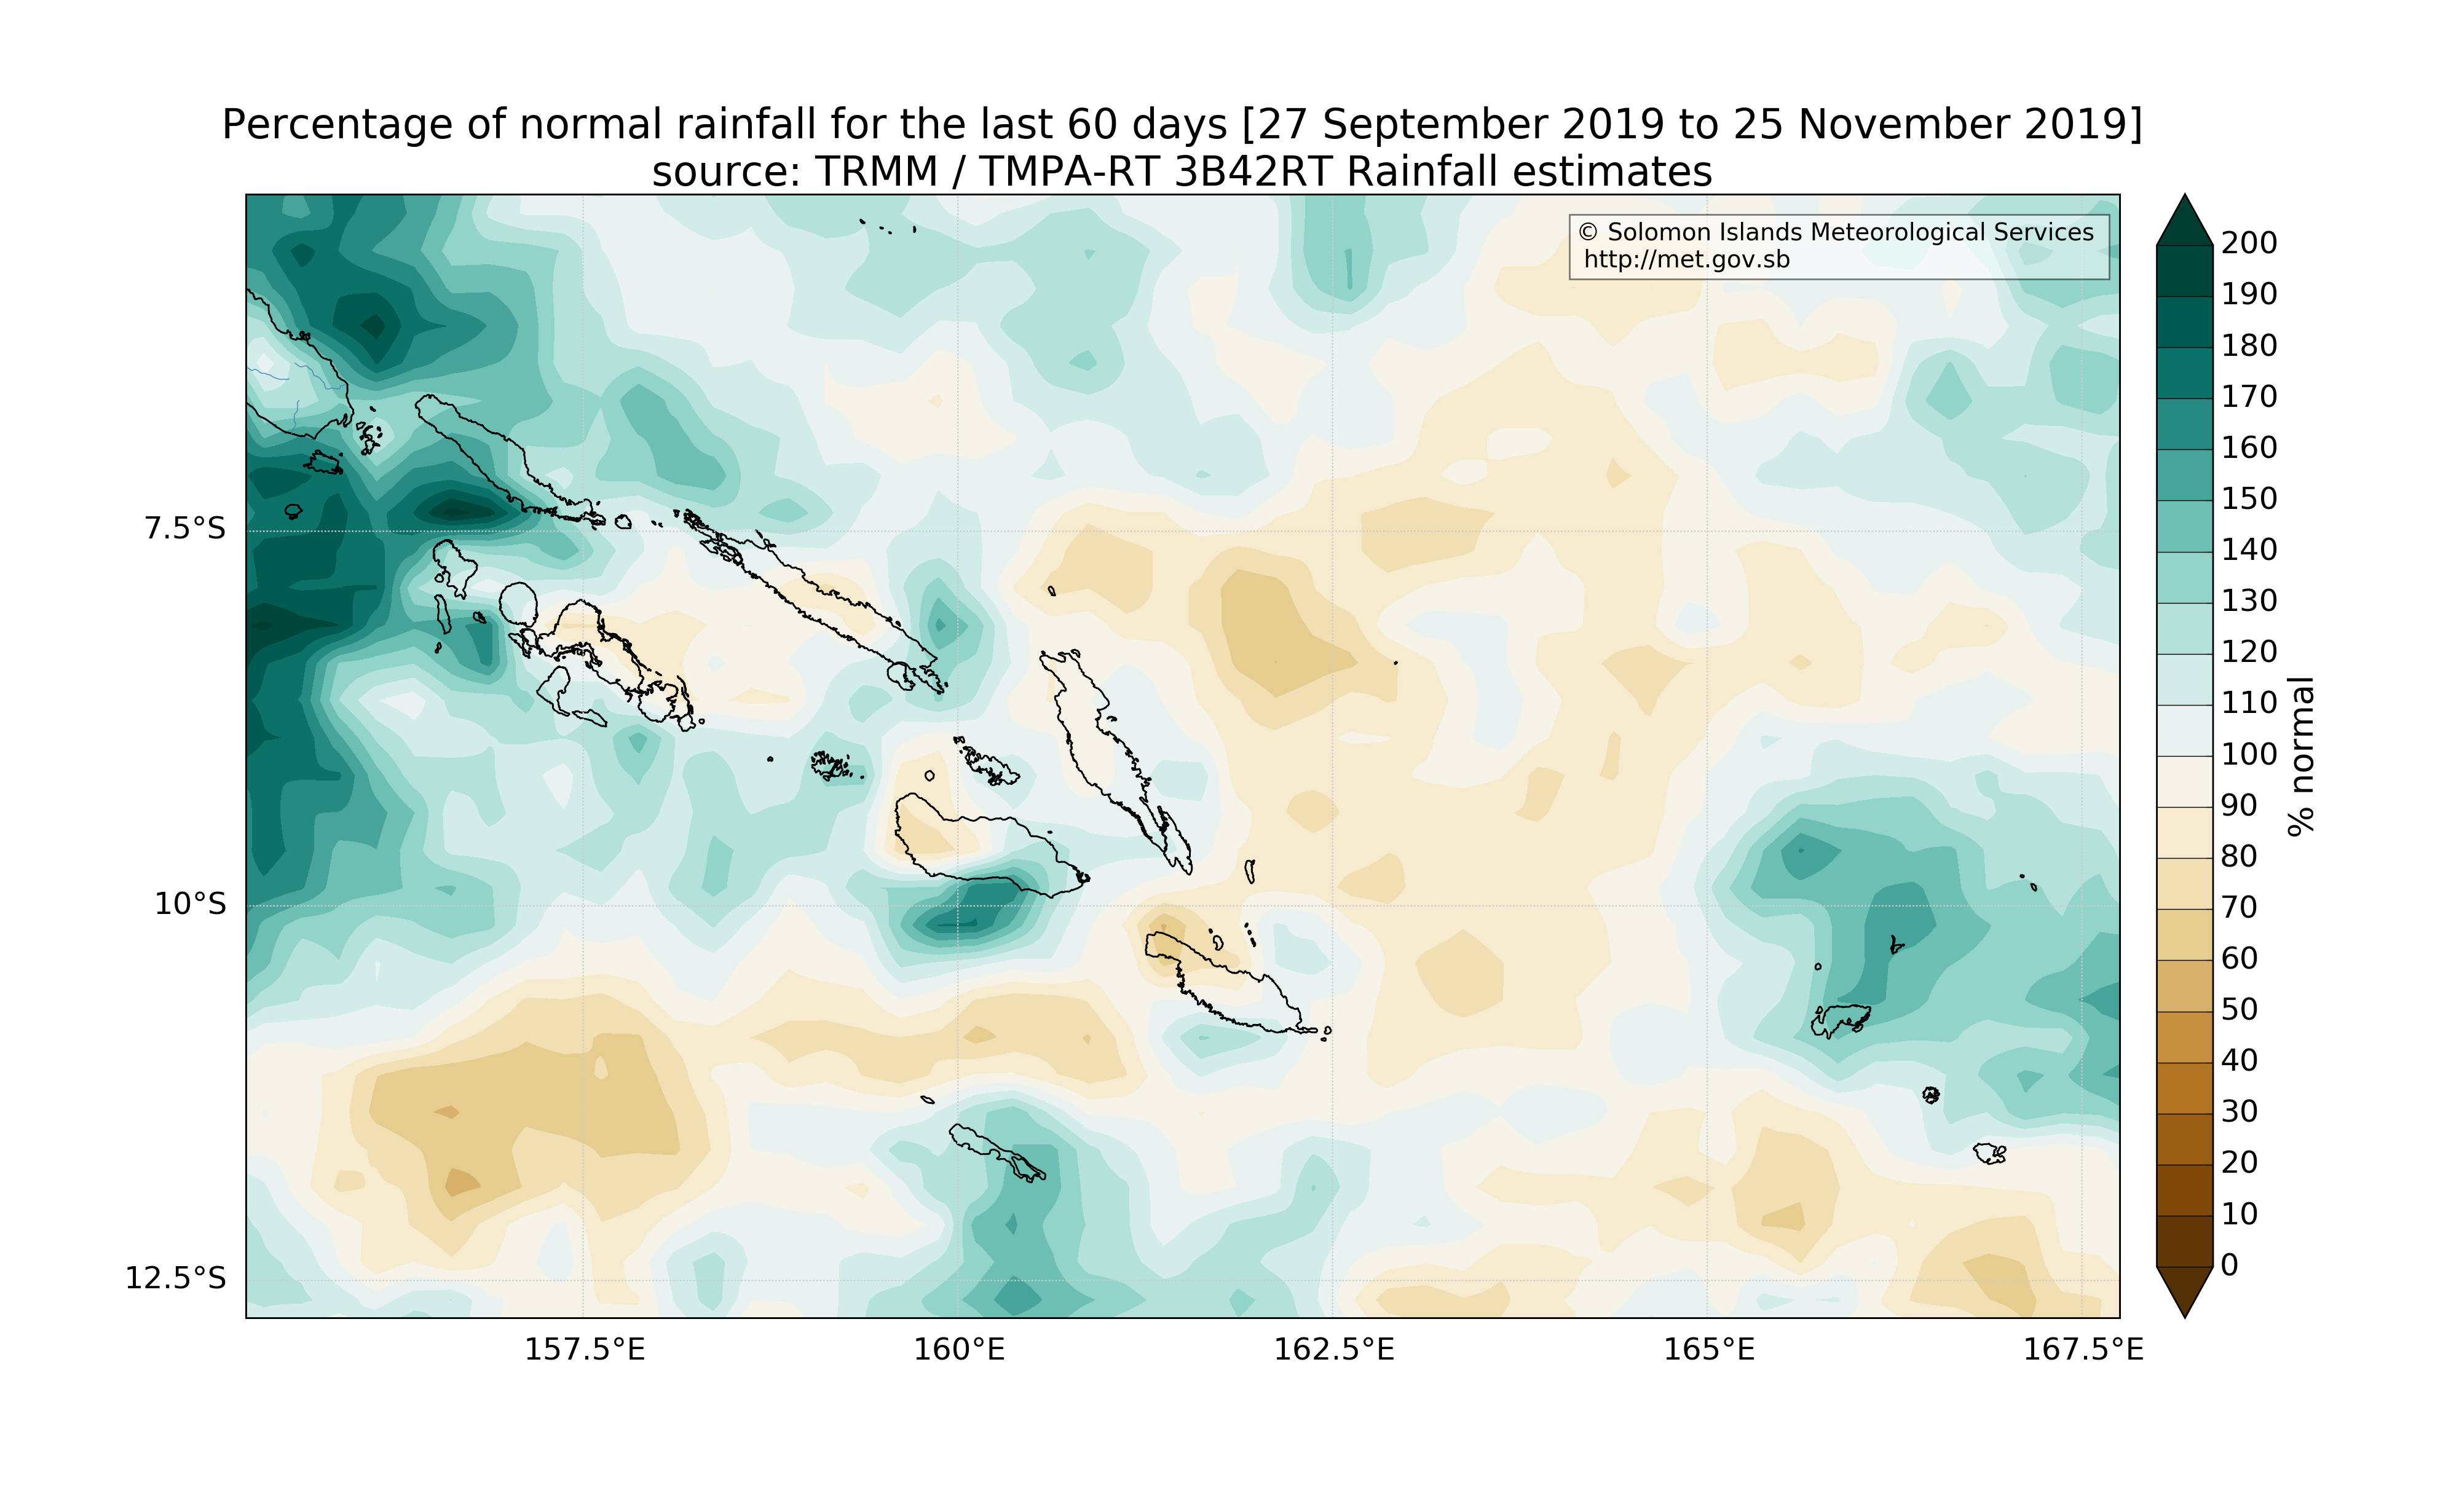 Percentage of normal rainfall for the last 60 days [27 September 2019 to 25 November 2019]
source: TRMM / TMPA-RT 3B42RT Rainfall estimates
© Solomon Islands Meteorological Services
http://met.gov.sb
7.5°S
10°S
12.5°S
157.5°E
160°E
162.5°E
165°E
167.5°E
200
190
180
170
160
150
140
130
120
110
100
90
80
70
60
50
40
30
20
10
0
% normal